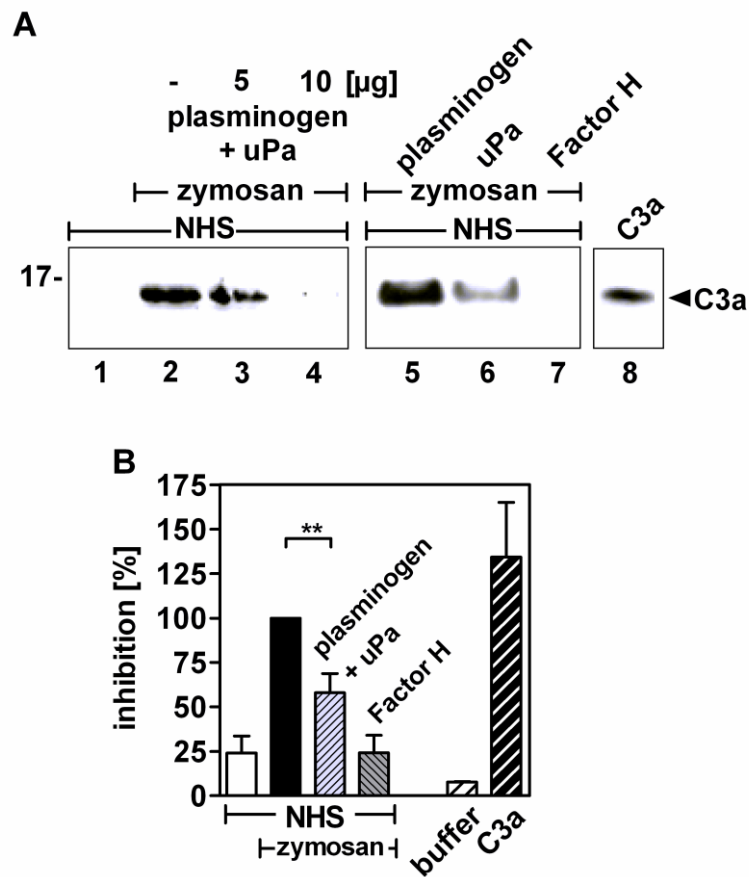 A
- 5 10 [µg]
plasminogen
+ uPa
plasminogen
uPa
Factor H
zymosan
zymosan
NHS
NHS
C3a
17-
C3a
1 2 3 4 5 6 7 8
B
175
150
125
100
75
50
25
0
inhibition [%]
**
plasminogen
+ uPa
Factor H
NHS
zymosan
buffer
C3a